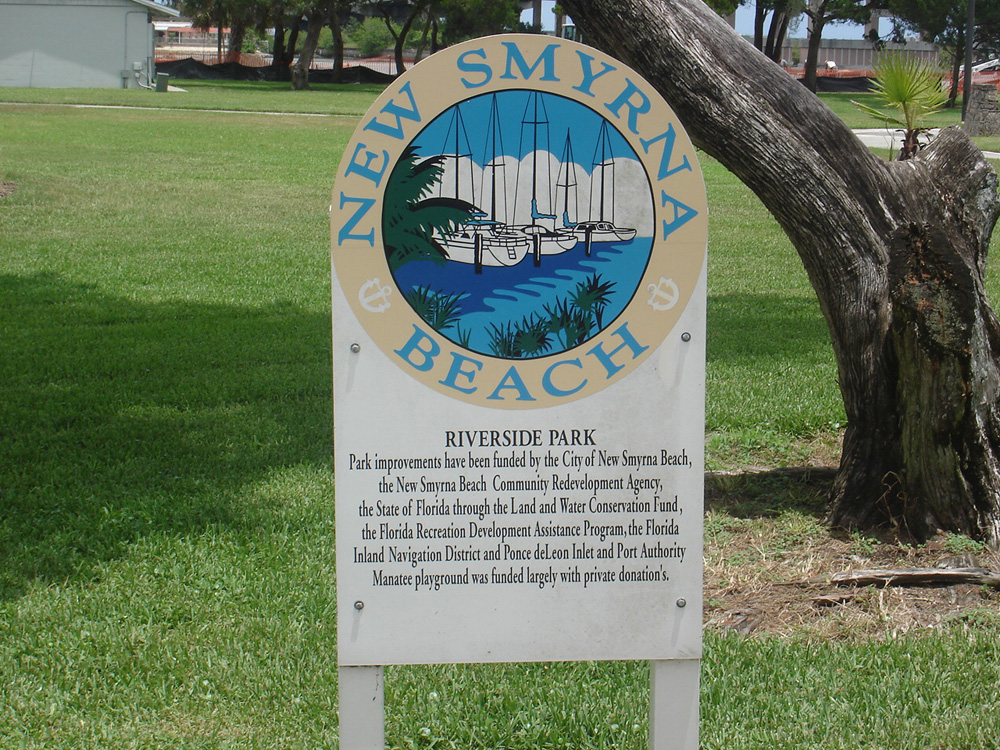 NEW SMYRNA
BEACH
RIVERSIDE PARK
Park improvements have been funded by the City of New Smyrna Beach,
the New Smyrna Beach Community Redevelopment Agency,
the State of Florida through the Land and Water Conservation Fund,
the Florida Recreation Development Assistance Program, the Florida
Inland Navigation District and Ponce deLeon Inlet and Port Authority
Manatee playground was funded largely with private donation's.